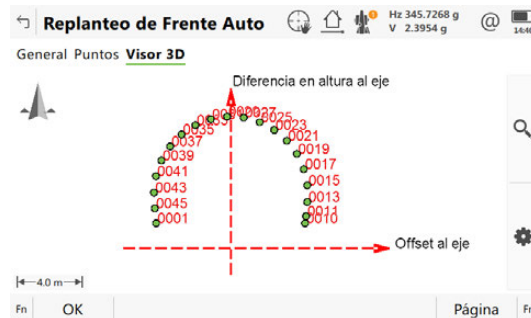 Replanteo de Frente Auto
Hz 345.7268 g
V 2.3954 g
@
General Puntos Visor 3D
Diferencia en altura al eje
0027
0025
0023
0035
0021
0037
0019
0039
0017
0041
0015
0043
0013
0045
0011
0001
0010
Offset al eje
4.0 m
Fn OK Página